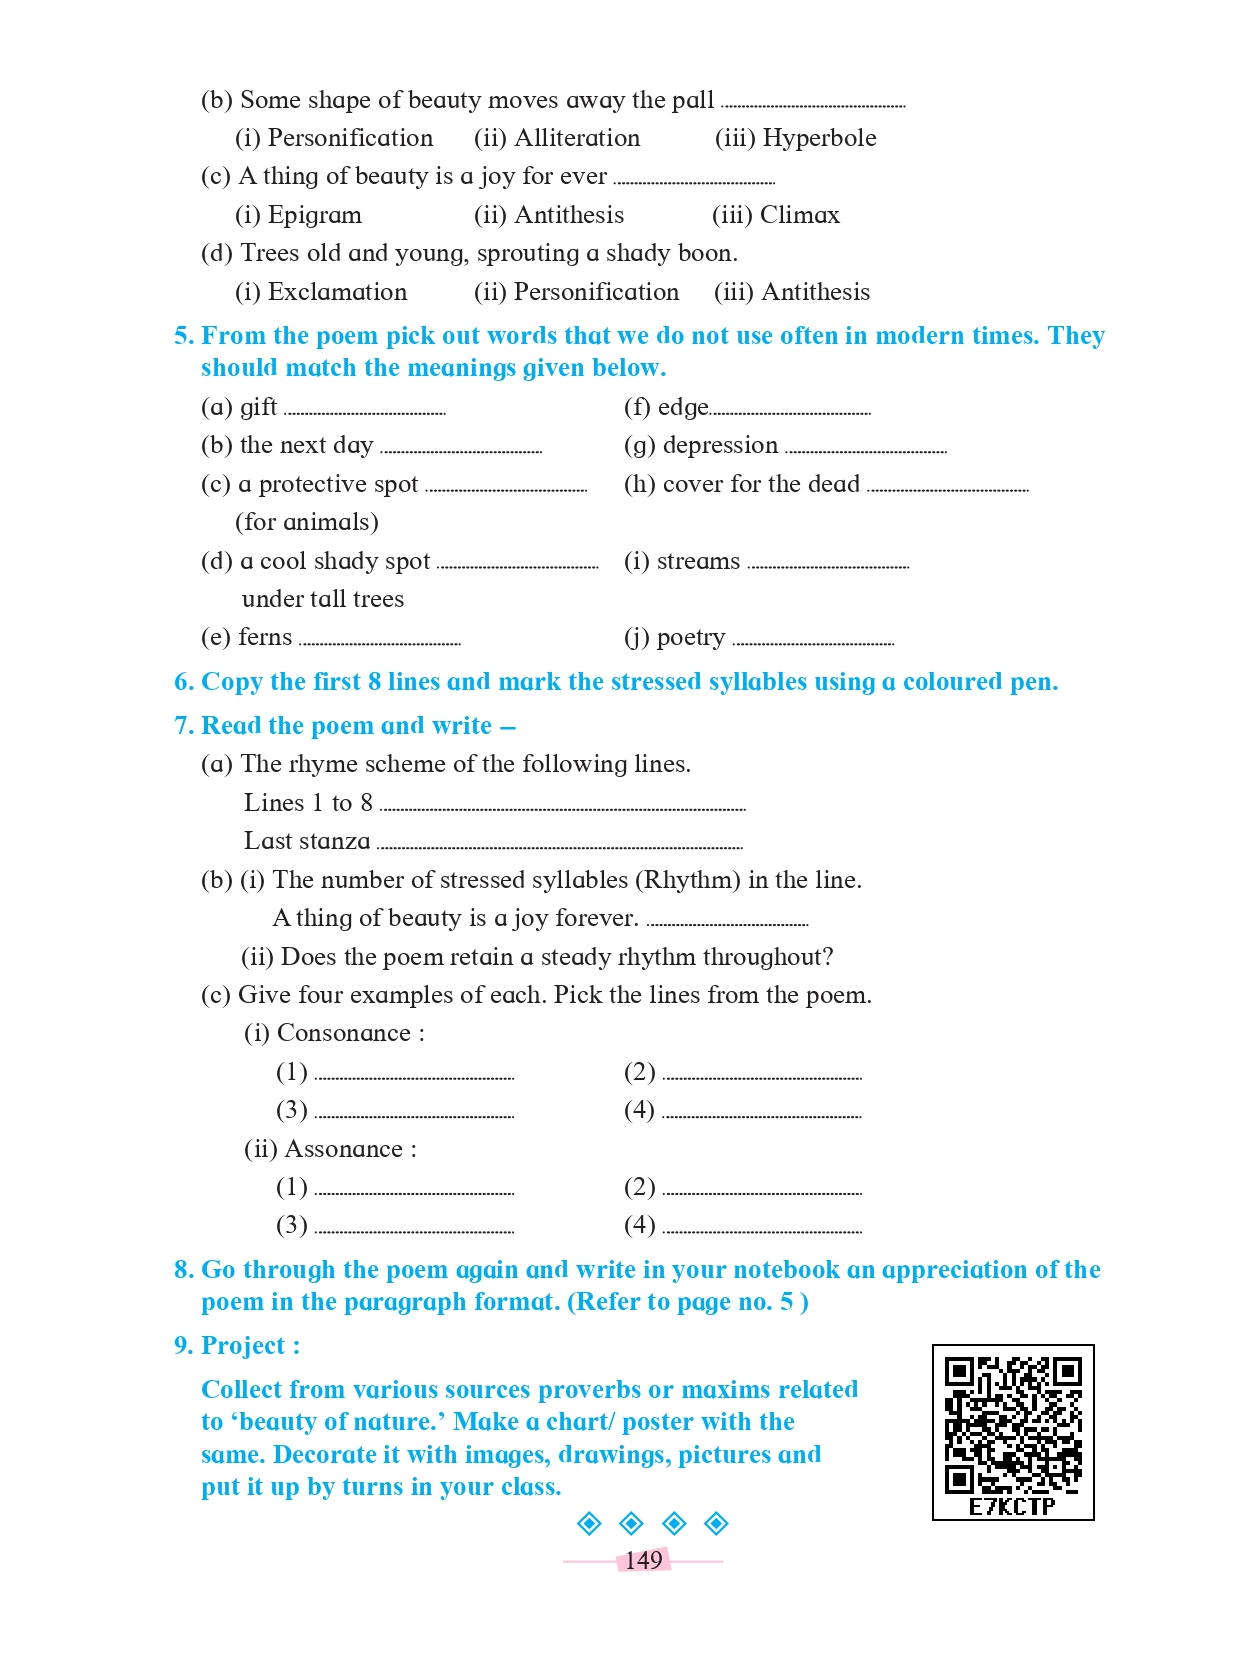 (b) Some shape of beauty moves away the pall ..........
(i) Personification (ii) Alliteration (iii) Hyperbole
(c) A thing of beauty is a joy for ever ..........
(i) Epigram (ii) Antithesis (iii) Climax
(d) Trees old and young, sprouting a shady boon.
(i) Exclamation (ii) Personification (iii) Antithesis
5. From the poem pick out words that we do not use often in modern times. They
should match the meanings given below.
(a) gift .......... (f) edge..........
(b) the next day .......... (g) depression ..........
(c) a protective spot .......... (h) cover for the dead ..........
(for animals)
(d) a cool shady spot .......... (i) streams ..........
under tall trees
(e) ferns .......... (j) poetry ..........
6. Copy the first 8 lines and mark the stressed syllables using a coloured pen.
7. Read the poem and write –
(a) The rhyme scheme of the following lines.
Lines 1 to 8 ..........
Last stanza ..........
(b) (i) The number of stressed syllables (Rhythm) in the line.
A thing of beauty is a joy forever. ..........
(ii) Does the poem retain a steady rhythm throughout?
(c) Give four examples of each. Pick the lines from the poem.
(i) Consonance :
(1) .......... (2) ..........
(3) .......... (4) ..........
(ii) Assonance :
(1) .......... (2) ..........
(3) .......... (4) ..........
8. Go through the poem again and write in your notebook an appreciation of the
poem in the paragraph format. (Refer to page no. 5 )
9. Project :
Collect from various sources proverbs or maxims related
to ‘beauty of nature.’ Make a chart/ poster with the
same. Decorate it with images, drawings, pictures and
put it up by turns in your class.
E7KCTP
149